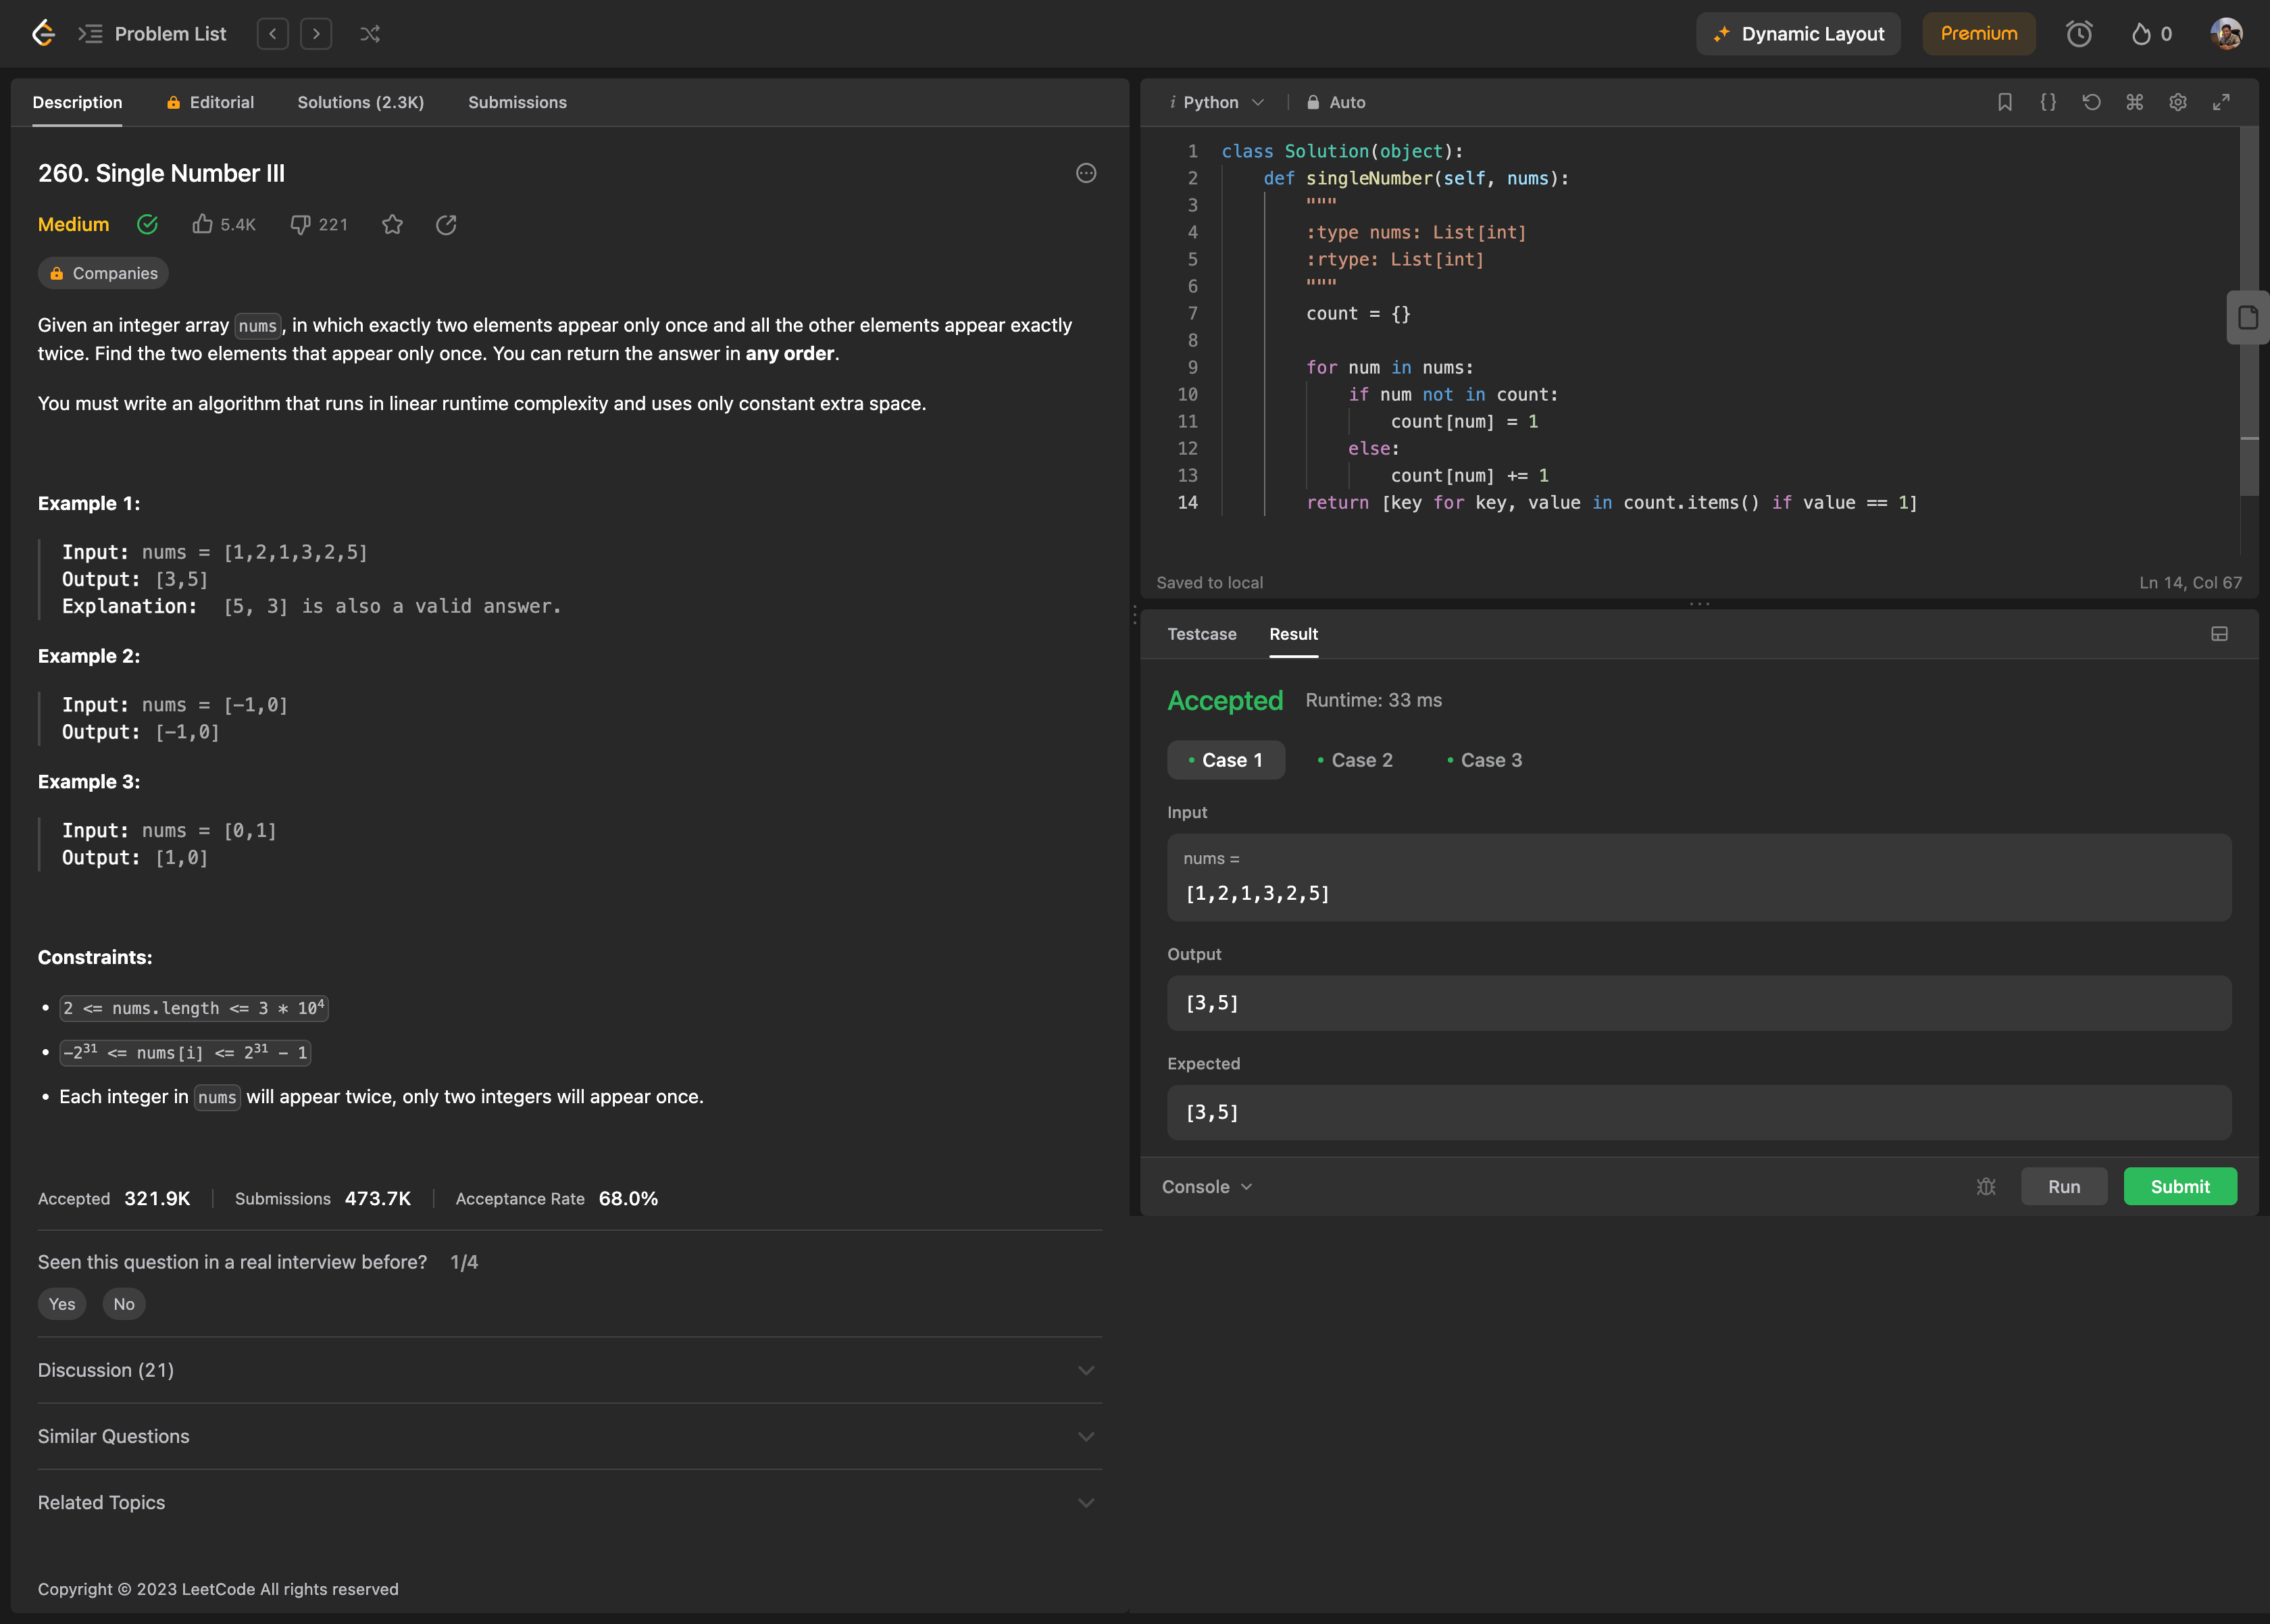 Problem List
Dynamic Layout
Premium
0
Description
Editorial
Solutions (2.3K)
Submissions
260. Single Number III
Medium
5.4K
221
Companies
Given an integer array nums, in which exactly two elements appear only once and all the other elements appear exactly
twice. Find the two elements that appear only once. You can return the answer in any order.
You must write an algorithm that runs in linear runtime complexity and uses only constant extra space.
Example 1:
Input: nums = [1,2,1,3,2,5]
Output: [3,5]
Explanation:  [5, 3] is also a valid answer.
Example 2:
Input: nums = [-1,0]
Output: [-1,0]
Example 3:
Input: nums = [0,1]
Output: [1,0]
Constraints:
• 2 <= nums.length <= 3 * 10⁴
• -2³¹ <= nums[i] <= 2³¹ - 1
• Each integer in nums will appear twice, only two integers will appear once.
Accepted 321.9K | Submissions 473.7K | Acceptance Rate 68.0%
Seen this question in a real interview before? 1/4
Yes No
Discussion (21)
Similar Questions
Related Topics
Copyright © 2023 LeetCode All rights reserved
i Python
Auto
1 class Solution(object):
2     def singleNumber(self, nums):
3         """
4         :type nums: List[int]
5         :rtype: List[int]
6         """
7         count = {}
8
9         for num in nums:
10             if num not in count:
11                 count[num] = 1
12             else:
13                 count[num] += 1
14         return [key for key, value in count.items() if value == 1]
Saved to local
Ln 14, Col 67
Testcase
Result
Accepted
Runtime: 33 ms
• Case 1
• Case 2
• Case 3
Input
nums =
[1,2,1,3,2,5]
Output
[3,5]
Expected
[3,5]
Console
Run
Submit